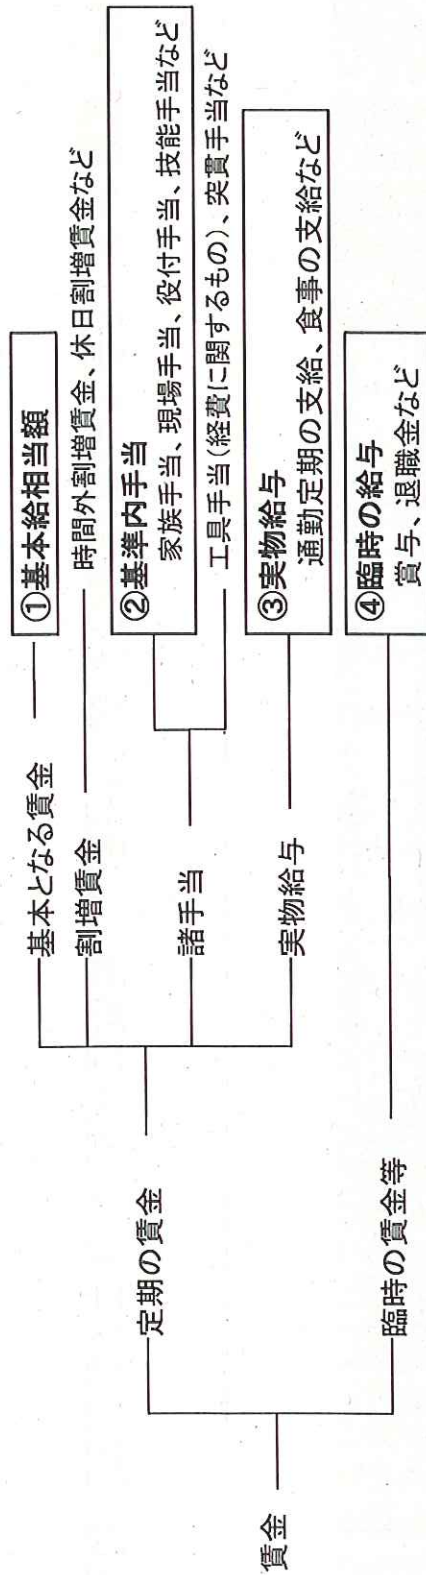 賃金
定期の賃金
基本となる賃金
①基本給相当額
割増賃金
時間外割増賃金、休日割増賃金など
諸手当
②基準内手当
家族手当、現場手当、役付手当、技能手当など
工具手当(経費に関するもの)、突貫手当など
実物給与
③実物給与
通勤定期の支給、食事の支給など
臨時の賃金等
④臨時の給与
賞与、退職金など